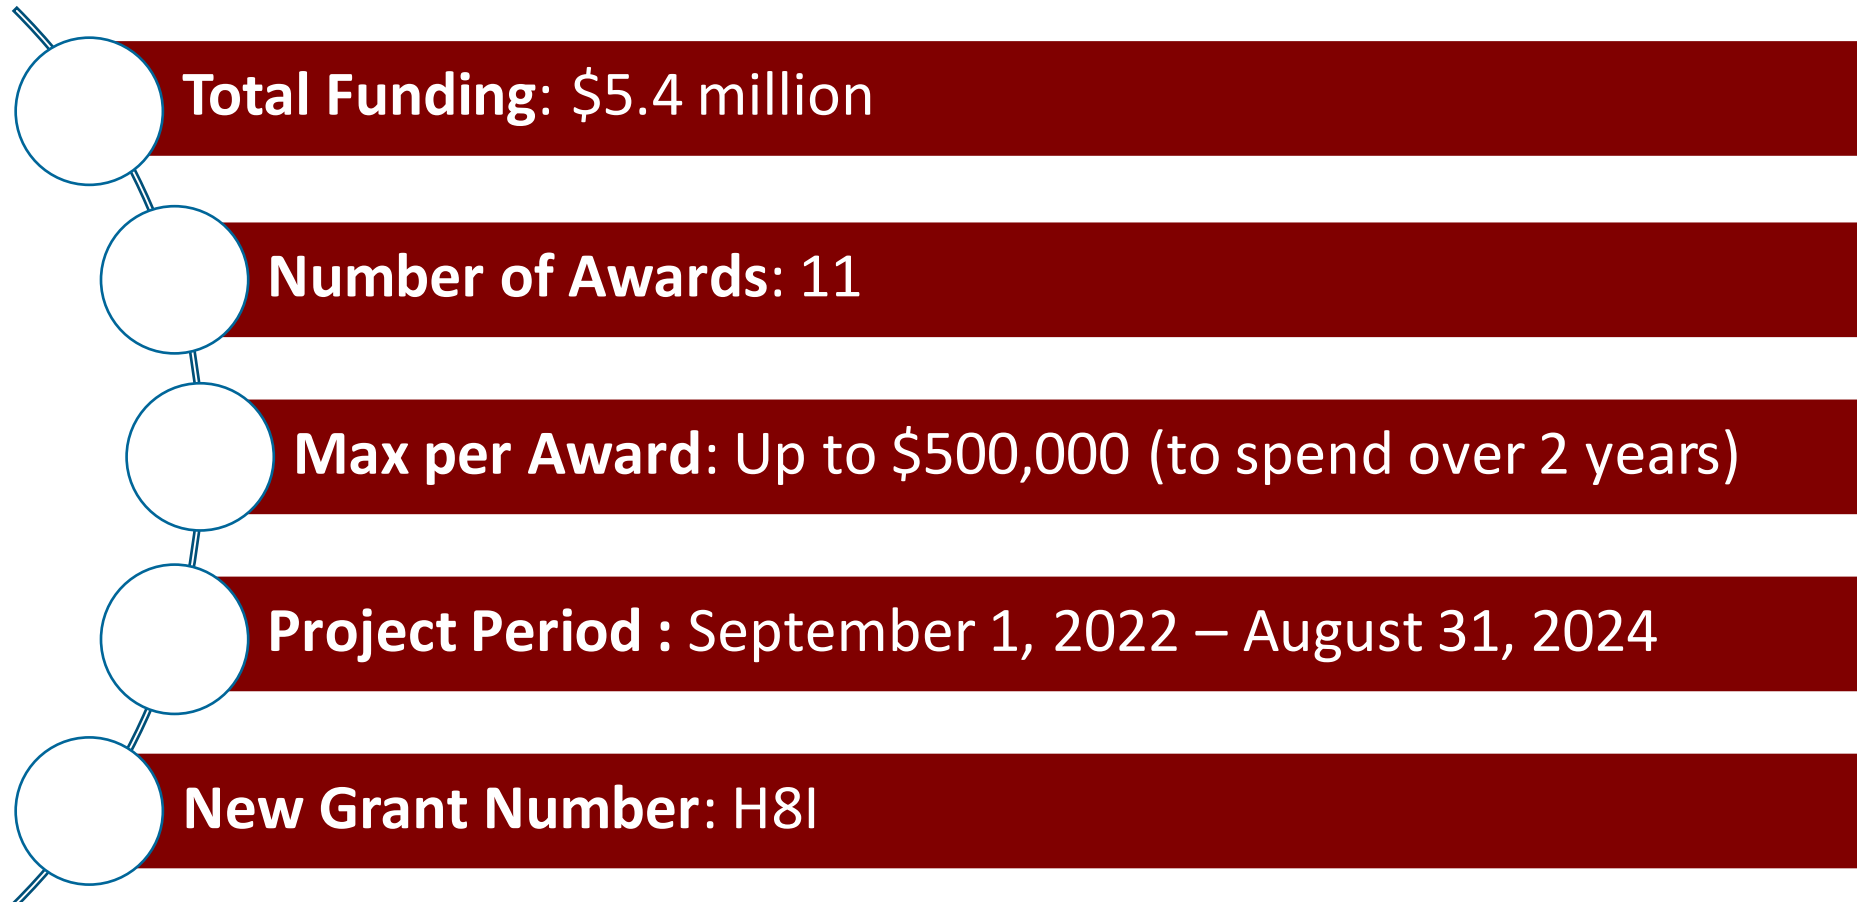 Total Funding: $5.4 million
Number of Awards: 11
Max per Award: Up to $500,000 (to spend over 2 years)
Project Period : September 1, 2022 – August 31, 2024
New Grant Number: H8I